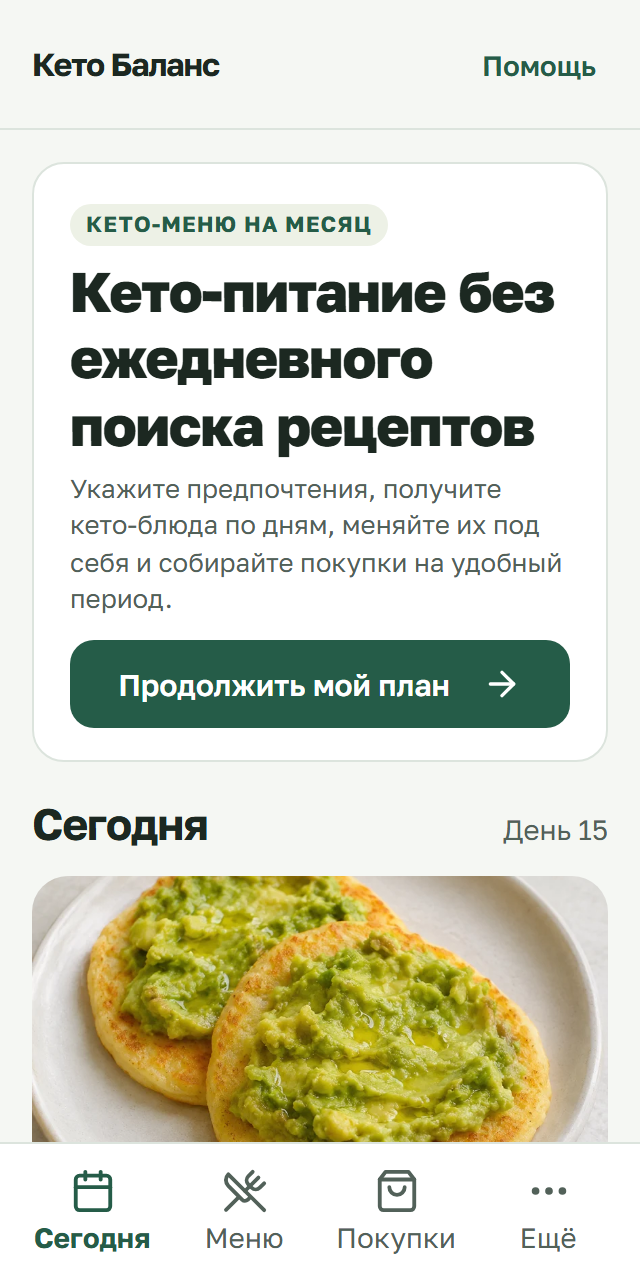 Кето Баланс
Помощь
КЕТО-МЕНЮ НА МЕСЯЦ
Кето-питание без
ежедневного
поиска рецептов
Укажите предпочтения, получите
кето-блюда по дням, меняйте их под
себя и собирайте покупки на удобный
период.
Продолжить мой план
Сегодня
День 15
Сегодня
Меню
Покупки
Ещё